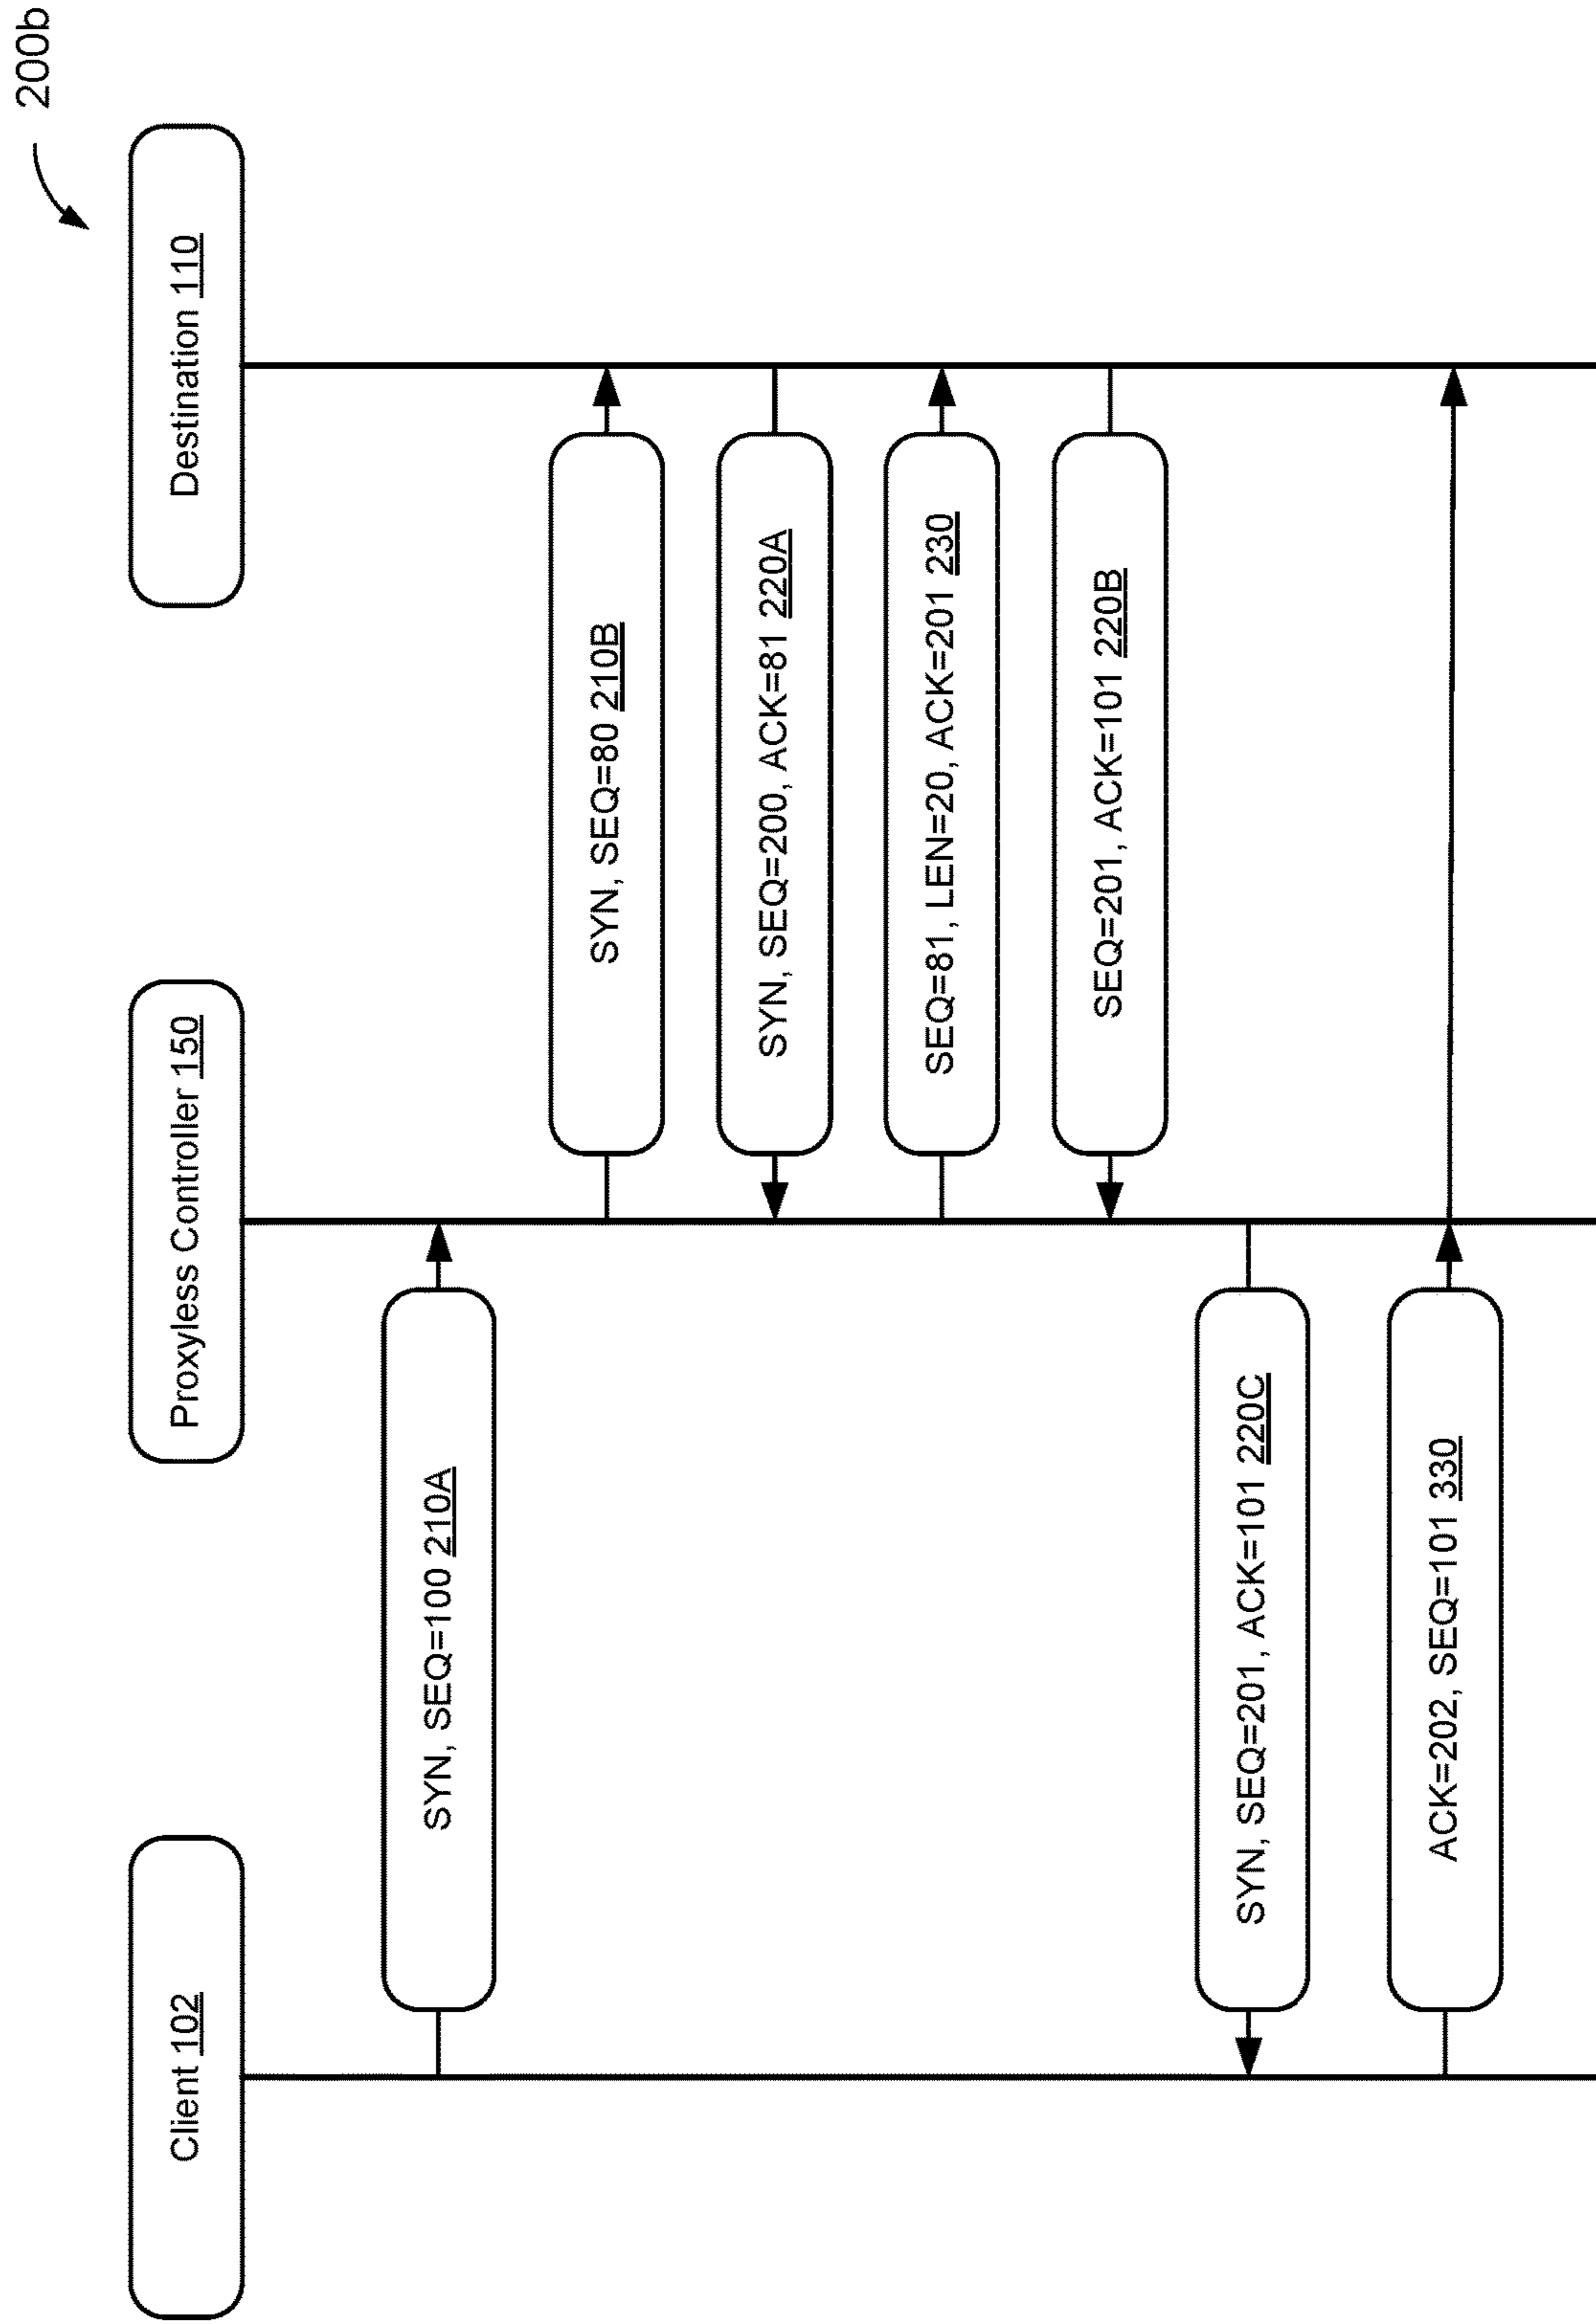 200b
Client 102
Proxyless Controller 150
Destination 110
SYN, SEQ=100 210A
SYN, SEQ=80 210B
SYN, SEQ=200, ACK=81 220A
SEQ=81, LEN=20, ACK=201 230
SEQ=201, ACK=101 220B
SYN, SEQ=201, ACK=101 220C
ACK=202, SEQ=101 330